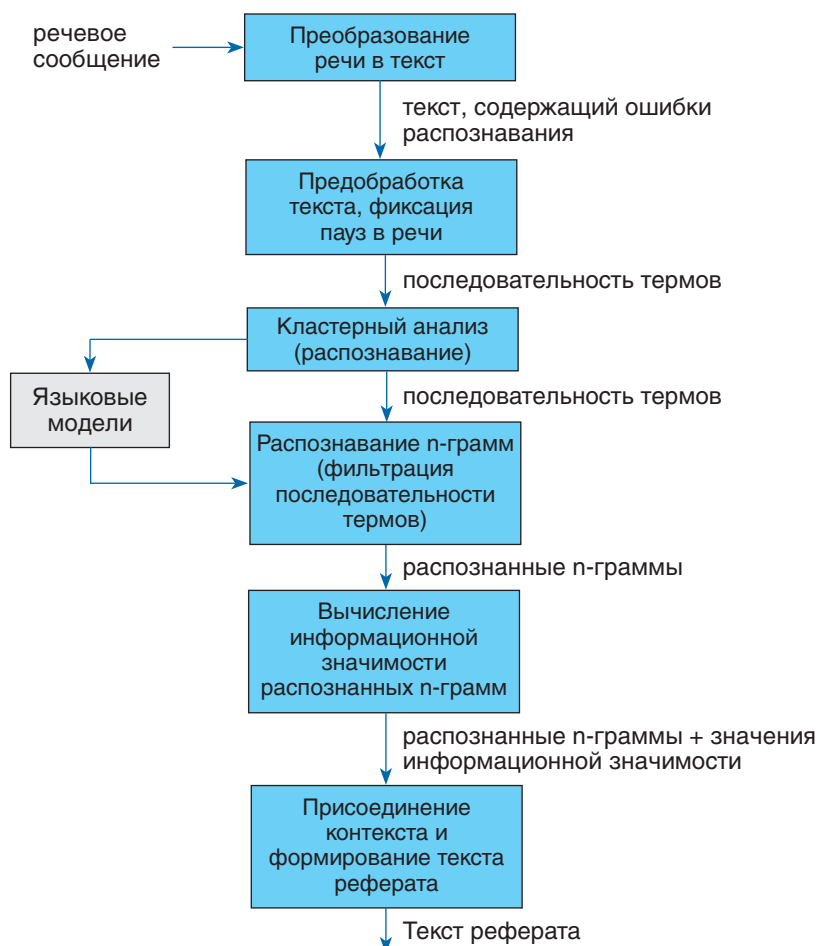 речевое
сообщение
Преобразование
речи в текст
текст, содержащий ошибки
распознавания
Предобработка
текста, фиксация
пауз в речи
последовательность термов
Кластерный анализ
(распознавание)
Языковые
модели
последовательность термов
Распознавание n-грамм
(фильтрация
последовательности
термов)
распознанные n-граммы
Вычисление
информационной
значимости
распознанных n-грамм
распознанные n-граммы + значения
информационной значимости
Присоединение
контекста и
формирование текста
реферата
Текст реферата